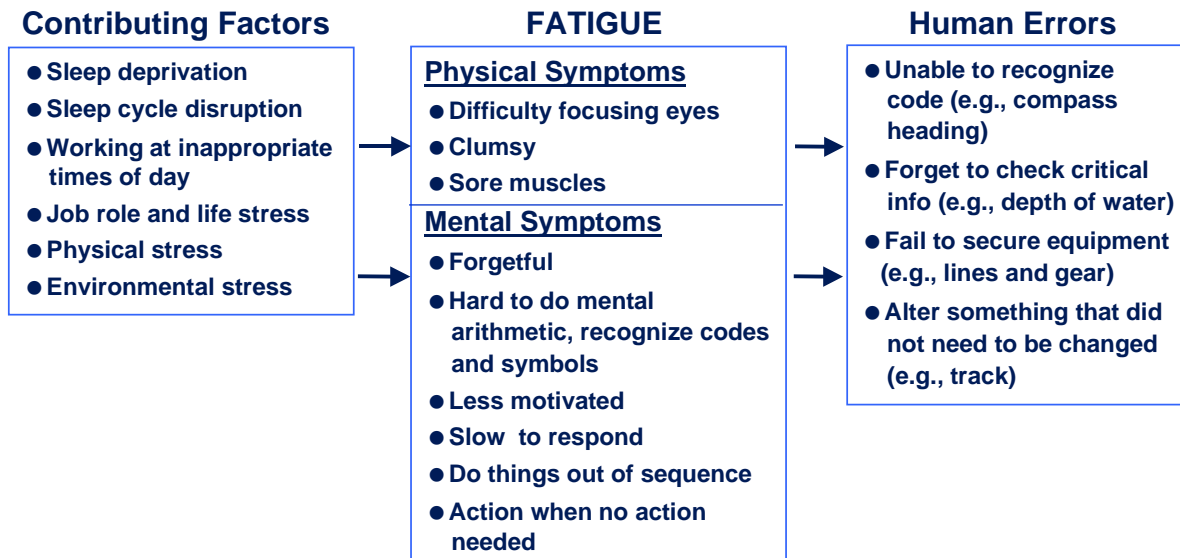 Contributing Factors
● Sleep deprivation
● Sleep cycle disruption
● Working at inappropriate
times of day
● Job role and life stress
● Physical stress
● Environmental stress
FATIGUE
Physical Symptoms
● Difficulty focusing eyes
● Clumsy
● Sore muscles
Mental Symptoms
● Forgetful
● Hard to do mental
arithmetic, recognize codes
and symbols
● Less motivated
● Slow to respond
● Do things out of sequence
● Action when no action
needed
Human Errors
● Unable to recognize
code (e.g., compass
heading)
● Forget to check critical
info (e.g., depth of water)
● Fail to secure equipment
(e.g., lines and gear)
● Alter something that did
not need to be changed
(e.g., track)